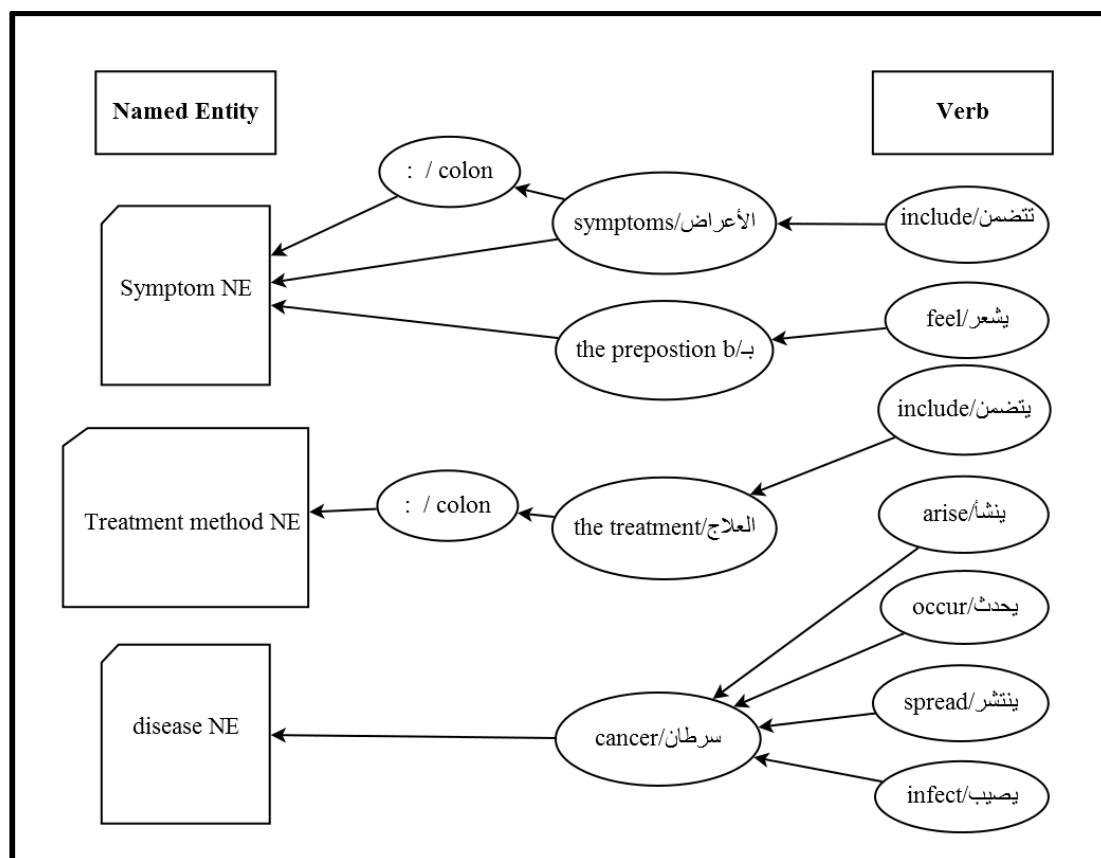 Named Entity
Verb
: / colon
symptoms/الأعراض
include/تتضمن
Symptom NE
feel/يشعر
the prepostion b/بـ
include/يتضمن
Treatment method NE
: / colon
the treatment/العلاج
arise/ينشأ
occur/يحدث
spread/ينتشر
disease NE
cancer/سرطان
infect/يصيب